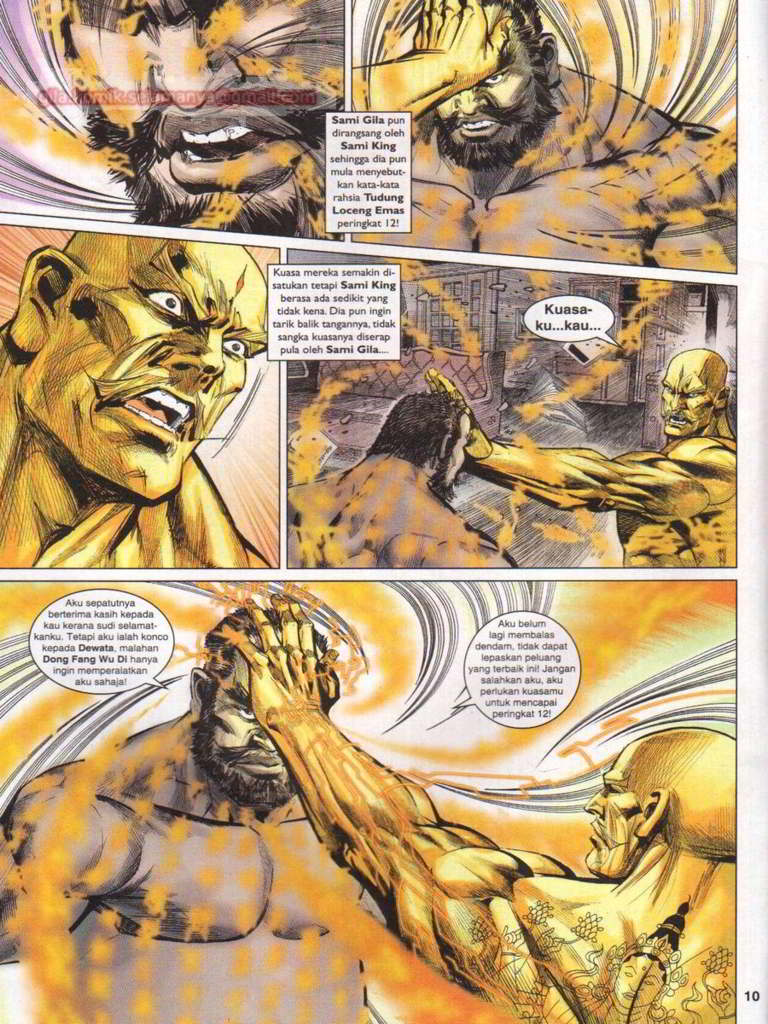 Sami Gila pun
dirangsang oleh
Sami King
sehingga dia pun
mula menyebut-
kan kata-kata
rahsia Tudung
Loceng Emas
peringkat 12!
Kuasa mereka semakin di-
satukan tetapi Sami King
berasa ada sedikit yang
tidak kena. Dia pun ingin
tarik balik tangannya, tidak
sangka kuasanya diserap
pula oleh Sami Gila....
Kuasa-
ku...kau...
Aku sepatutnya
berterima kasih kepada
kau kerana sudi selamat-
kanku. Tetapi aku ialah konco
kepada Dewata, malahan
Dong Fang Wu Di hanya
ingin memperalatkan
aku sahaja!
Aku belum
lagi membalas
dendam, tidak dapat
lepaskan peluang
yang terbaik ini! Jangan
salahkan aku, aku
perlukan kuasamu
untuk mencapai
peringkat 12!
10